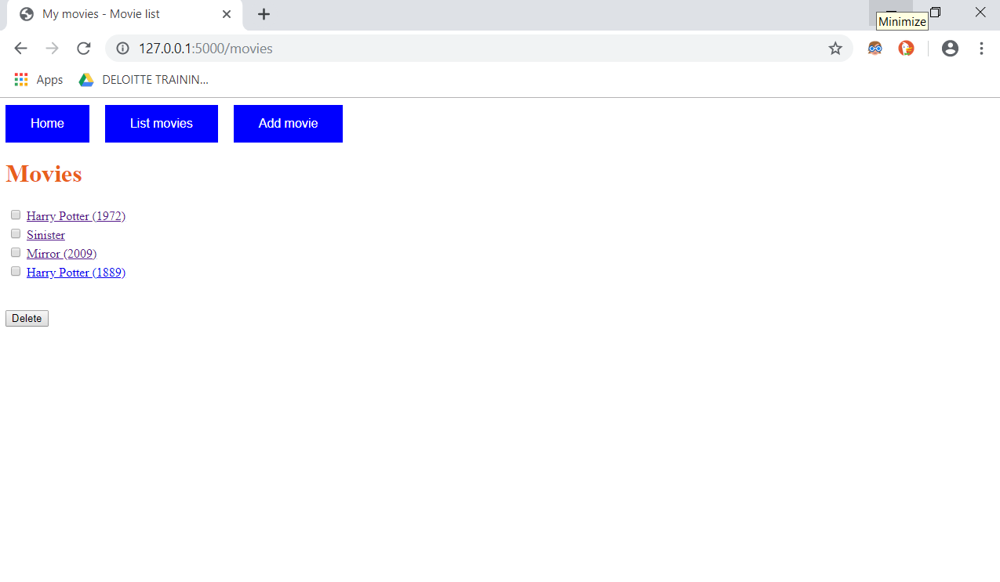 My movies - Movie list
Minimize
127.0.0.1:5000/movies
Apps DELOITTE TRAININ...
Home List movies Add movie
Movies
Harry Potter (1972)
Sinister
Mirror (2009)
Harry Potter (1889)
Delete